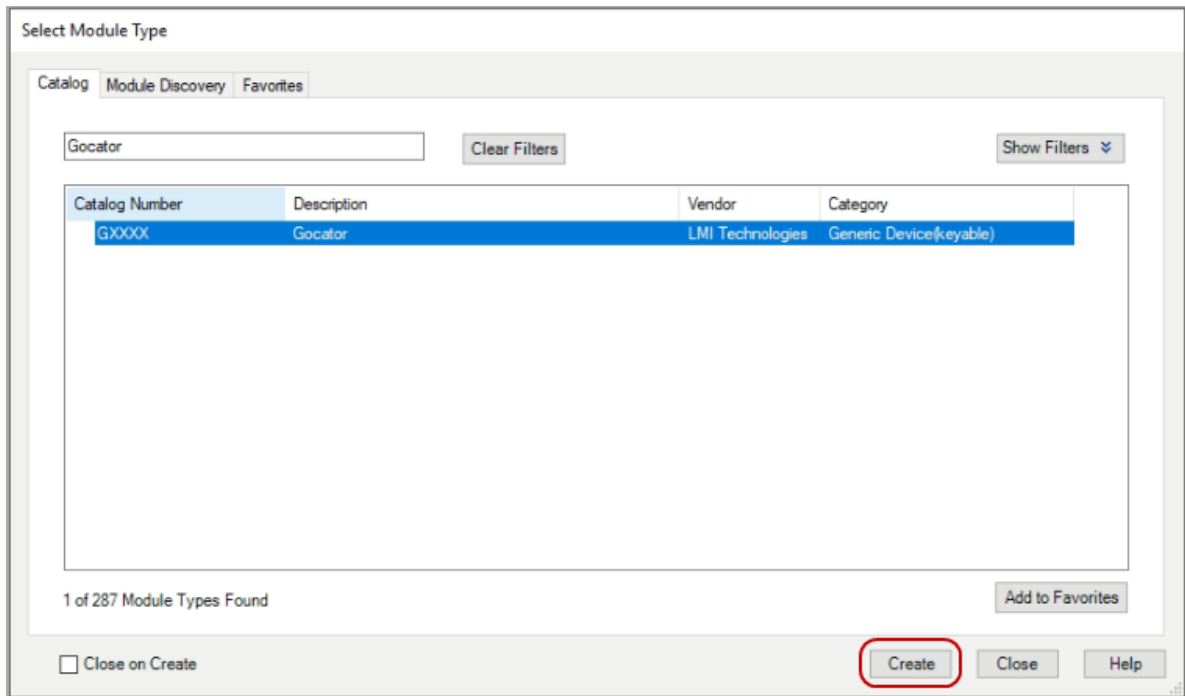 Select Module Type
Catalog Module Discovery Favorites
Gocator Clear Filters Show Filters
Catalog Number Description Vendor Category
GXXXX Gocator LMI Technologies Generic Device(keyable)
1 of 287 Module Types Found Add to Favorites
Close on Create Create Close Help